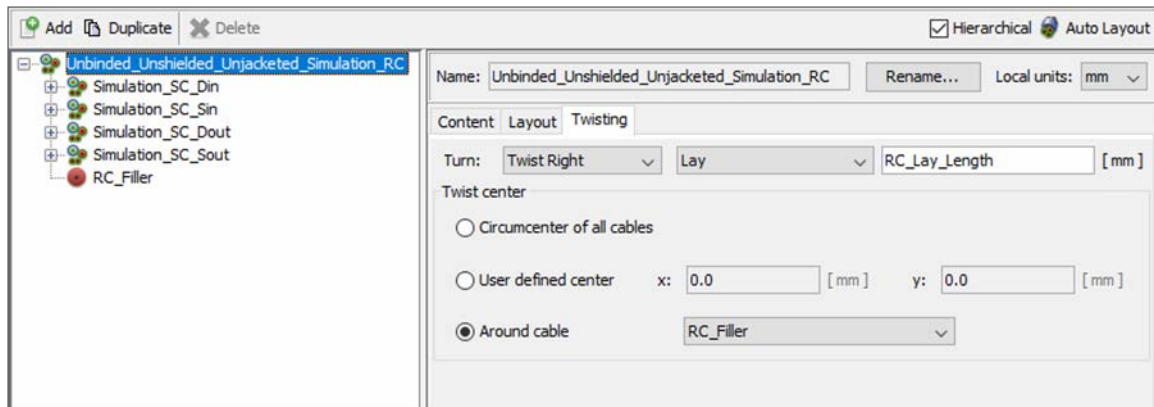 Add Duplicate Delete Hierarchical Auto Layout
Unbinded_Unshielded_Unjacketed_Simulation_RC
Simulation_SC_Din
Simulation_SC_Sin
Simulation_SC_Dout
Simulation_SC_Sout
RC_Filler
Name: Unbinded_Unshielded_Unjacketed_Simulation_RC Rename... Local units: mm
Content Layout Twisting
Turn: Twist Right Lay RC_Lay_Length [mm]
Twist center
Circumcenter of all cables
User defined center x: 0.0 [mm] y: 0.0 [mm]
Around cable RC_Filler